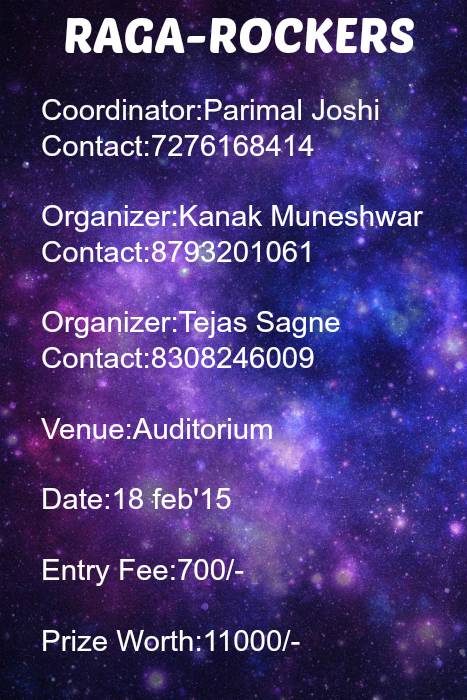 RAGA-ROCKERS
Coordinator:Parimal Joshi
Contact:7276168414
Organizer:Kanak Muneshwar
Contact:8793201061
Organizer:Tejas Sagne
Contact:8308246009
Venue:Auditorium
Date:18 feb'15
Entry Fee:700/-
Prize Worth:11000/-